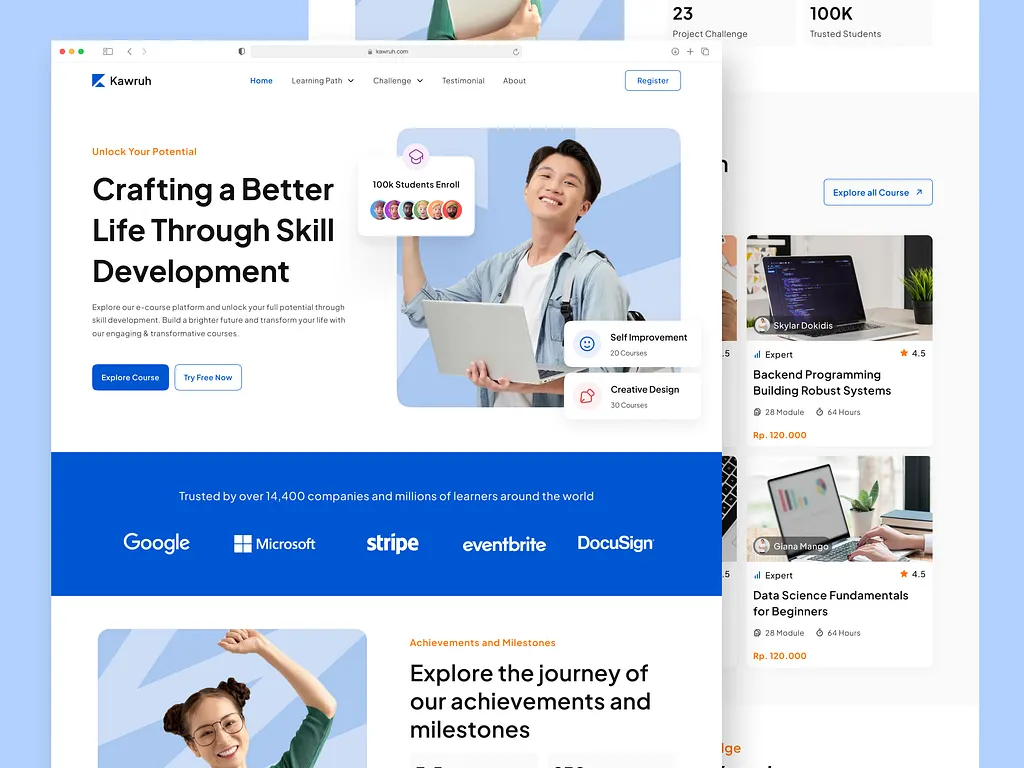 23
100K
Project Challenge
Trusted Students
kawruh.com
Kawruh
Home
Learning Path
Challenge
Testimonial
About
Register
Unlock Your Potential
Crafting a Better
Life Through Skill
Development
Explore our e-course platform and unlock your full potential through
skill development. Build a brighter future and transform your life with
our engaging & transformative courses.
Explore Course
Try Free Now
100k Students Enroll
Self Improvement
20 Courses
Creative Design
30 Courses
Trusted by over 14,400 companies and millions of learners around the world
Google
Microsoft
stripe
eventbrite
DocuSign
Achievements and Milestones
Explore the journey of
our achievements and
milestones
Explore all Course
Skylar Dokidis
Expert
4.5
Backend Programming
Building Robust Systems
28 Module
64 Hours
Rp. 120.000
Giana Mango
Expert
4.5
Data Science Fundamentals
for Beginners
28 Module
64 Hours
Rp. 120.000